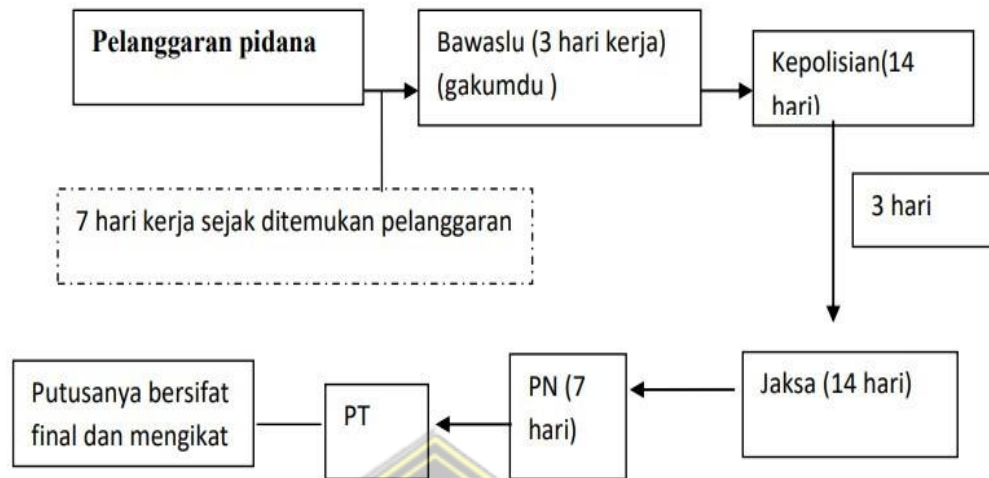 Pelanggaran pidana
Bawaslu (3 hari kerja)
(gakumdu )
Kepolisian(14
hari)
7 hari kerja sejak ditemukan pelanggaran
3 hari
Jaksa (14 hari)
PN (7
hari)
PT
Putusanya bersifat
final dan mengikat